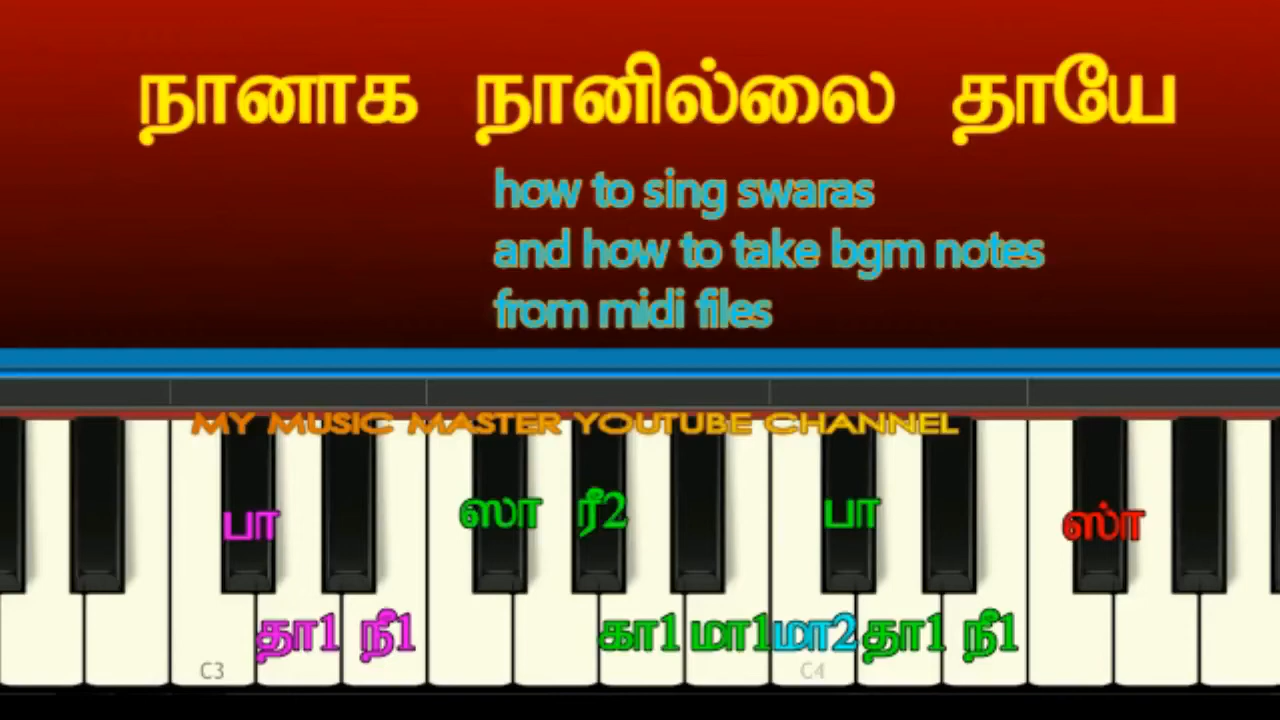 நானாக நானில்லை தாயே
how to sing swaras
and how to take bgm notes
from midi files
MY MUSIC MASTER YOUTUBE CHANNEL
பா ஸா ரீ2 பா ஸ்ா
தா1 நீ1 கா1 மா1 மா2 தா1 நீ1
C3 C4